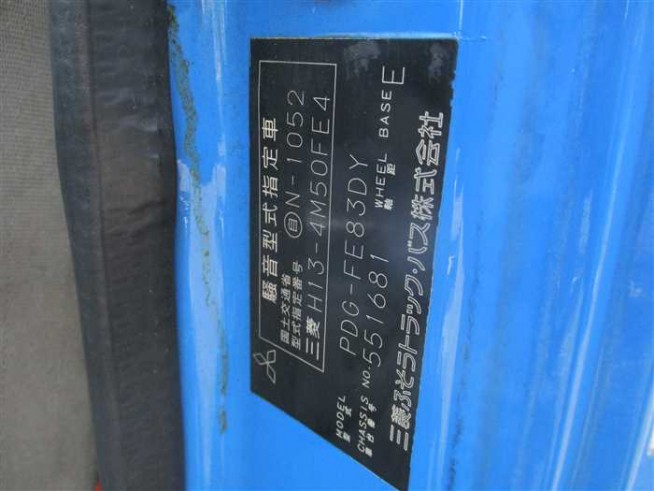 騒音型式指定車
国土交通省
型式指定番号 自N-1052
三菱 H13-4M50FE4
MODEL 型式 PDG-FE83DY
CHASSIS NO. 車台番号 551681 WHEEL BASE 軸距 E
三菱ふそうトラック・バス株式会社